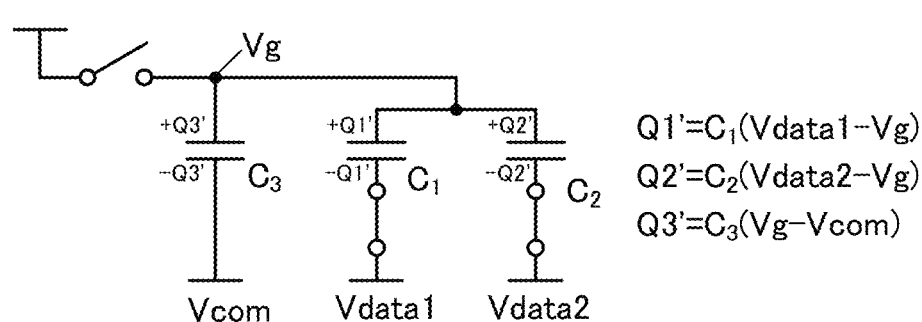 Vg
+Q3'
-Q3'
C₃
+Q1'
-Q1'
C₁
+Q2'
-Q2'
C₂
Vcom
Vdata1
Vdata2
Q1'=C₁(Vdata1-Vg)
Q2'=C₂(Vdata2-Vg)
Q3'=C₃(Vg-Vcom)